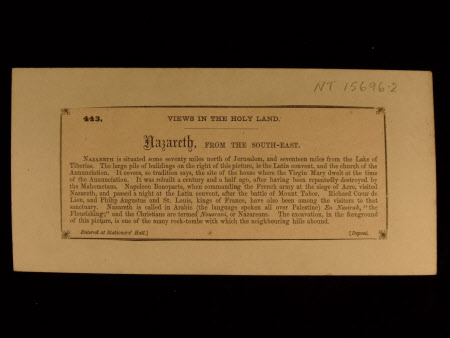 NT 15696-2
443. VIEWS IN THE HOLY LAND.
Nazareth, FROM THE SOUTH-EAST.
NAZARETH is situated some seventy miles north of Jerusalem, and seventeen miles from the Lake of
Tiberias. The large pile of buildings on the right of this picture, is the Latin convent, and the church of the
Annunciation. It covers, so tradition says, the site of the house where the Virgin Mary dwelt at the time
of the Annunciation. It was rebuilt a century and a half ago, after having been repeatedly destroyed by
the Mahometans. Napoleon Bonaparte, when commanding the French army at the siege of Acre, visited
Nazareth, and passed a night at the Latin convent, after the battle of Mount Tabor. Richard Cœur de
Lion, and Philip Augustus and St. Louis, kings of France, have also been among the visitors to that
sanctuary. Nazareth is called in Arabic (the language spoken all over Palestine) En Nasirah, "the
Flourishing;" and the Christians are termed or Nazareans. The excavation, in the foreground
of this picture, is one of the many rock-tombs with which the neighbouring hills abound.
Entered at Stationers' Hall.] [Deposé.